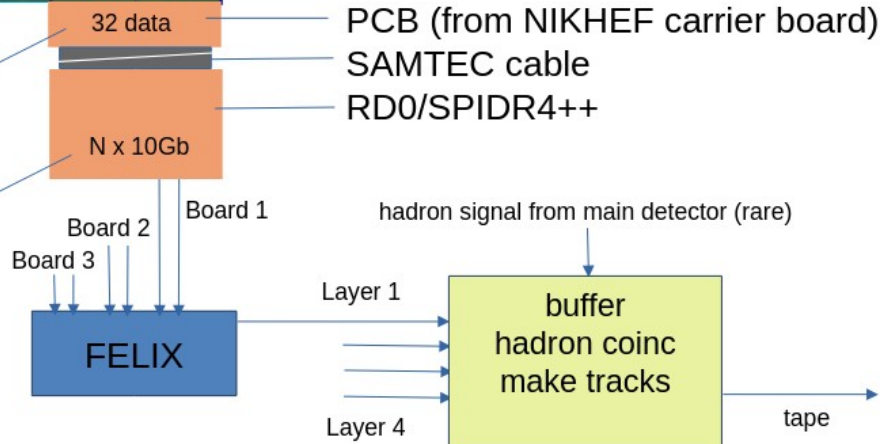 32 data
PCB (from NIKHEF carrier board)
SAMTEC cable
RD0/SPIDR4++
N x 10Gb
Board 1
Board 2
Board 3
hadron signal from main detector (rare)
Layer 1
FELIX
buffer
hadron coinc
make tracks
Layer 4
tape